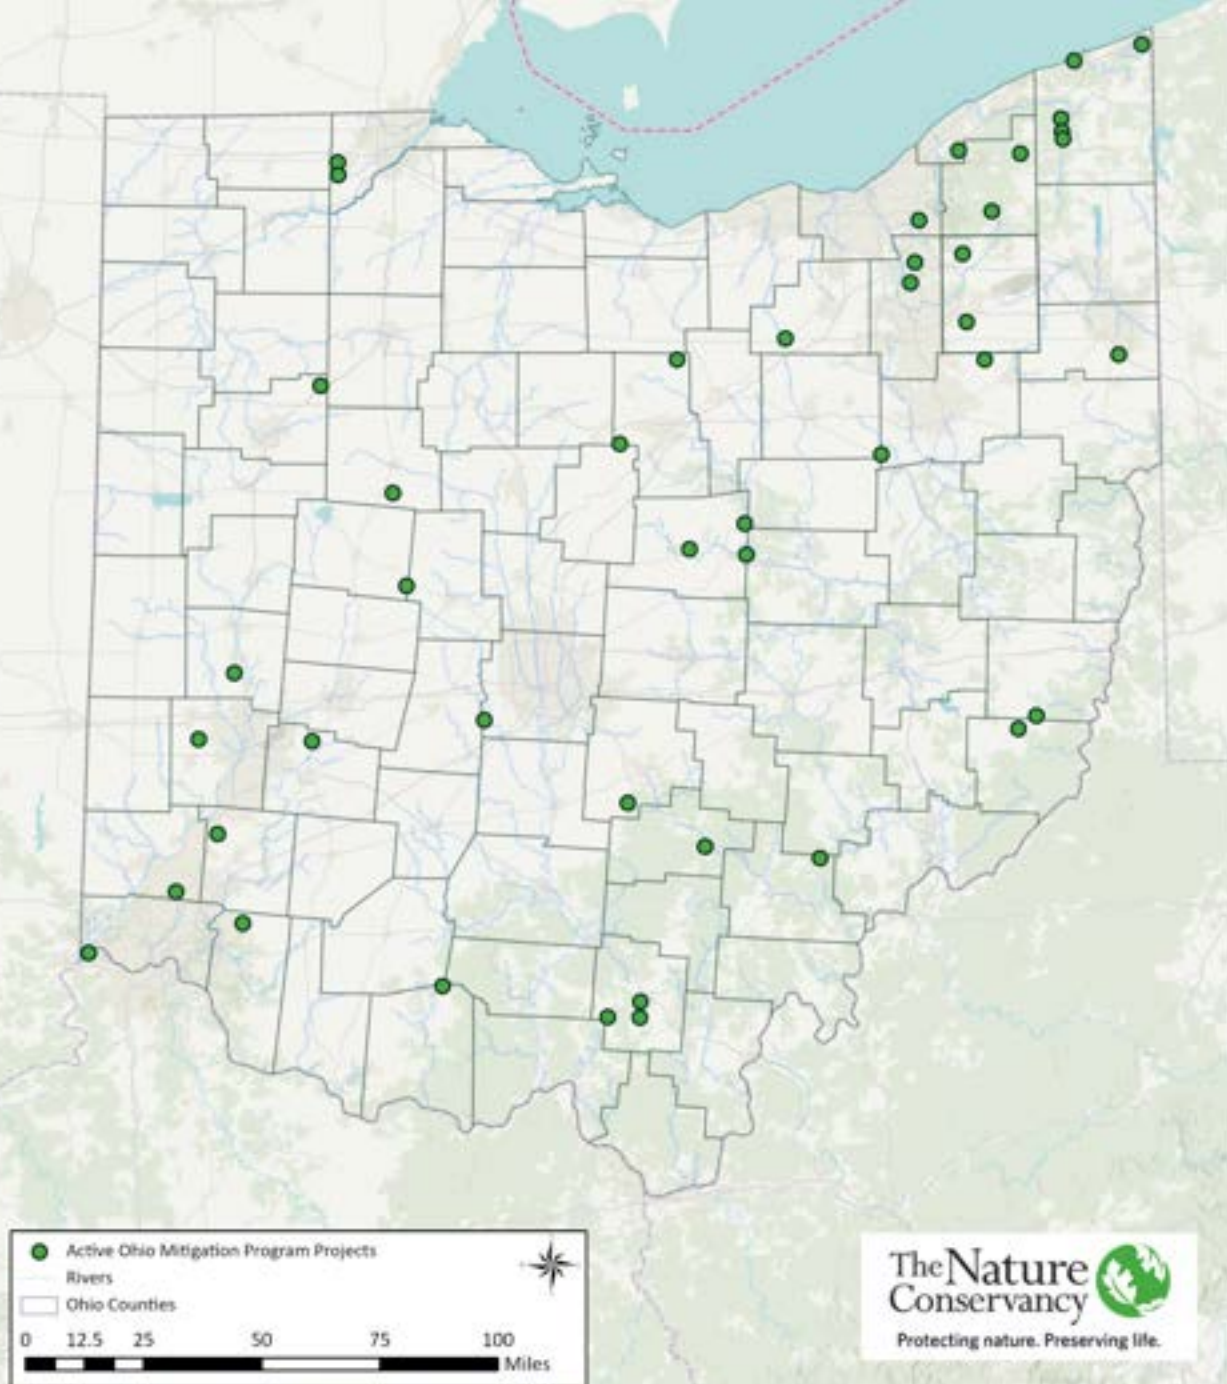 Active Ohio Mitigation Program Projects
Rivers
Ohio Counties
0 12.5 25 50 75 100
Miles
The Nature
Conservancy
Protecting nature. Preserving life.